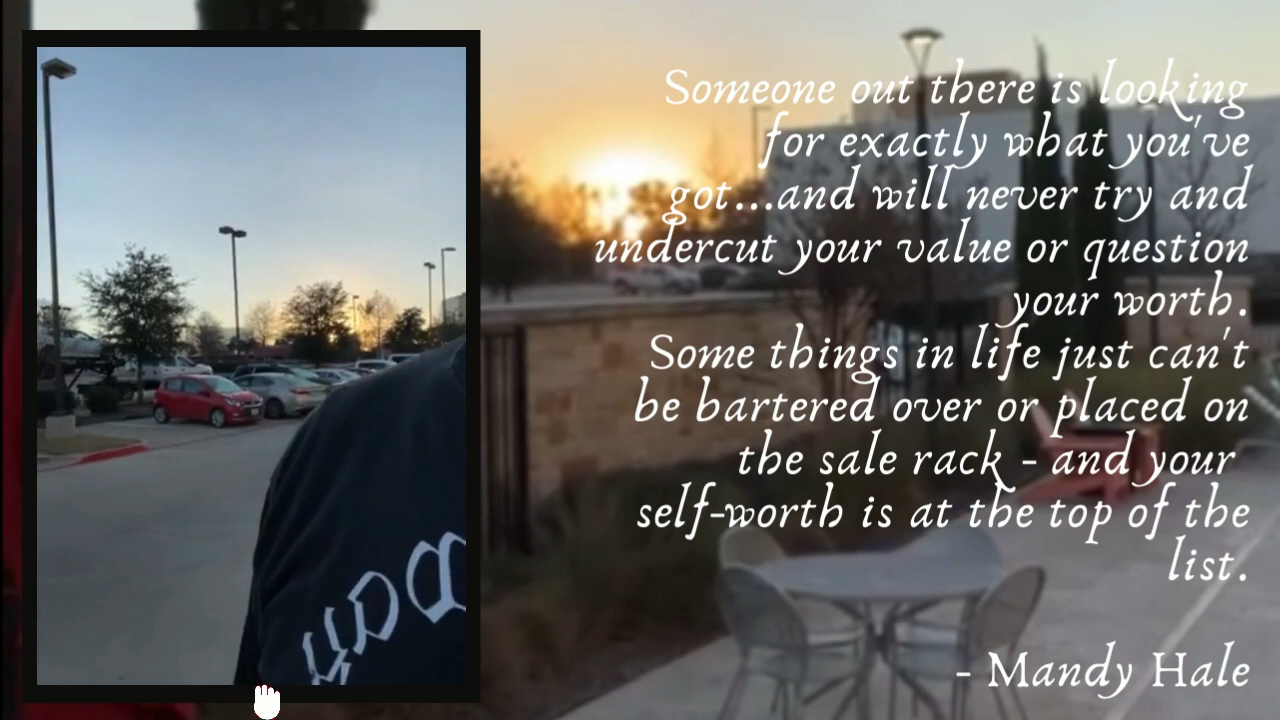 Someone out there is looking
for exactly what you've
got...and will never try and
undercut your value or question
your worth.
Some things in life just can't
be bartered over or placed on
the sale rack - and your
self-worth is at the top of the
list.
- Mandy Hale